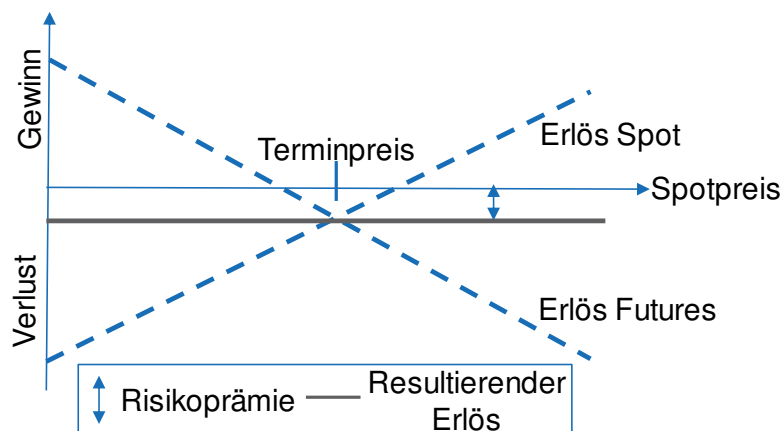 Gewinn
Verlust
Terminpreis
Erlös Spot
Spotpreis
Erlös Futures
Risikoprämie
Resultierender
Erlös